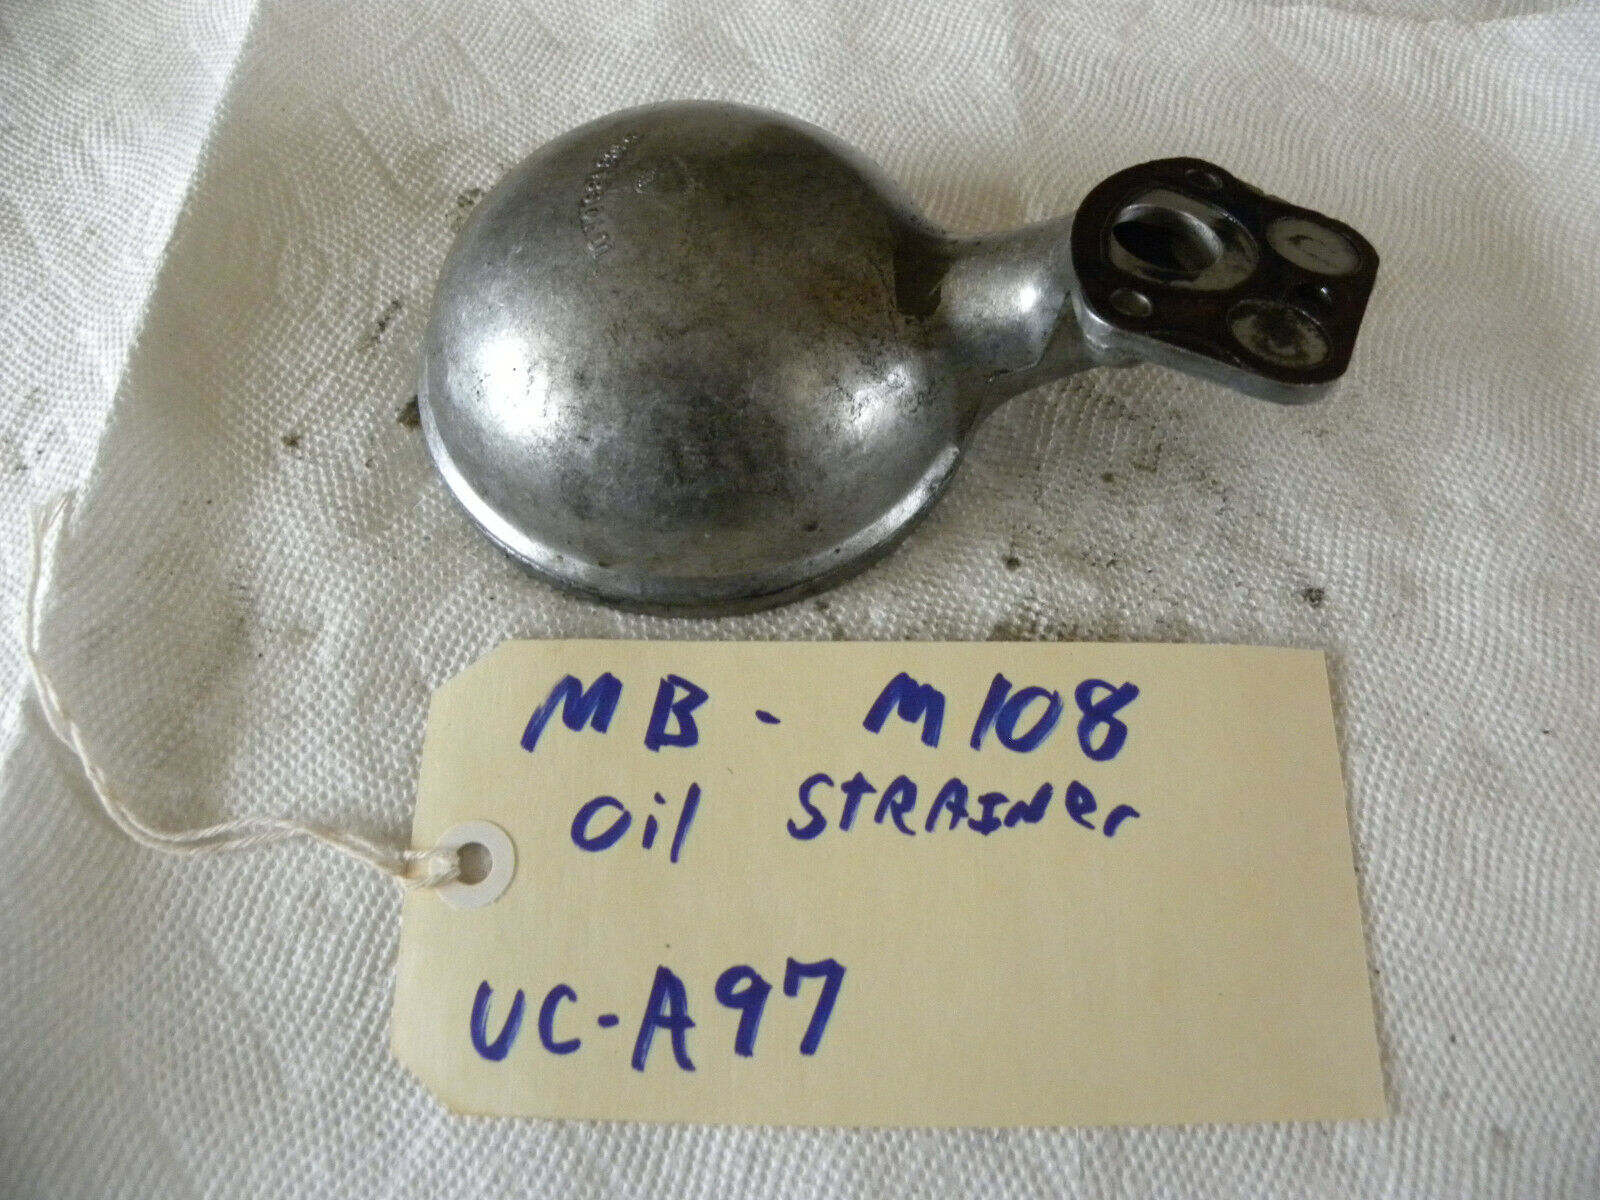 MB - M108
Oil STRAINer
UC-A97